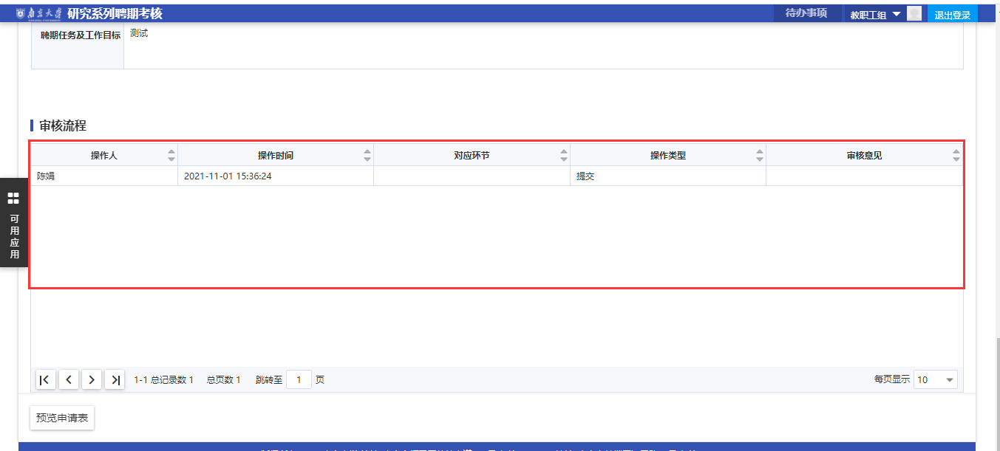 南京大学 研究系列聘期考核 待办事项 教职工组 退出登录
聘期任务及工作目标 测试
审核流程
操作人 操作时间 对应环节 操作类型 审核意见
陈娟 2021-11-01 15:36:24 提交
可用应用
1-1 总记录数 1 总页数 1 跳转至 1 页 每页显示 10
预览申请表